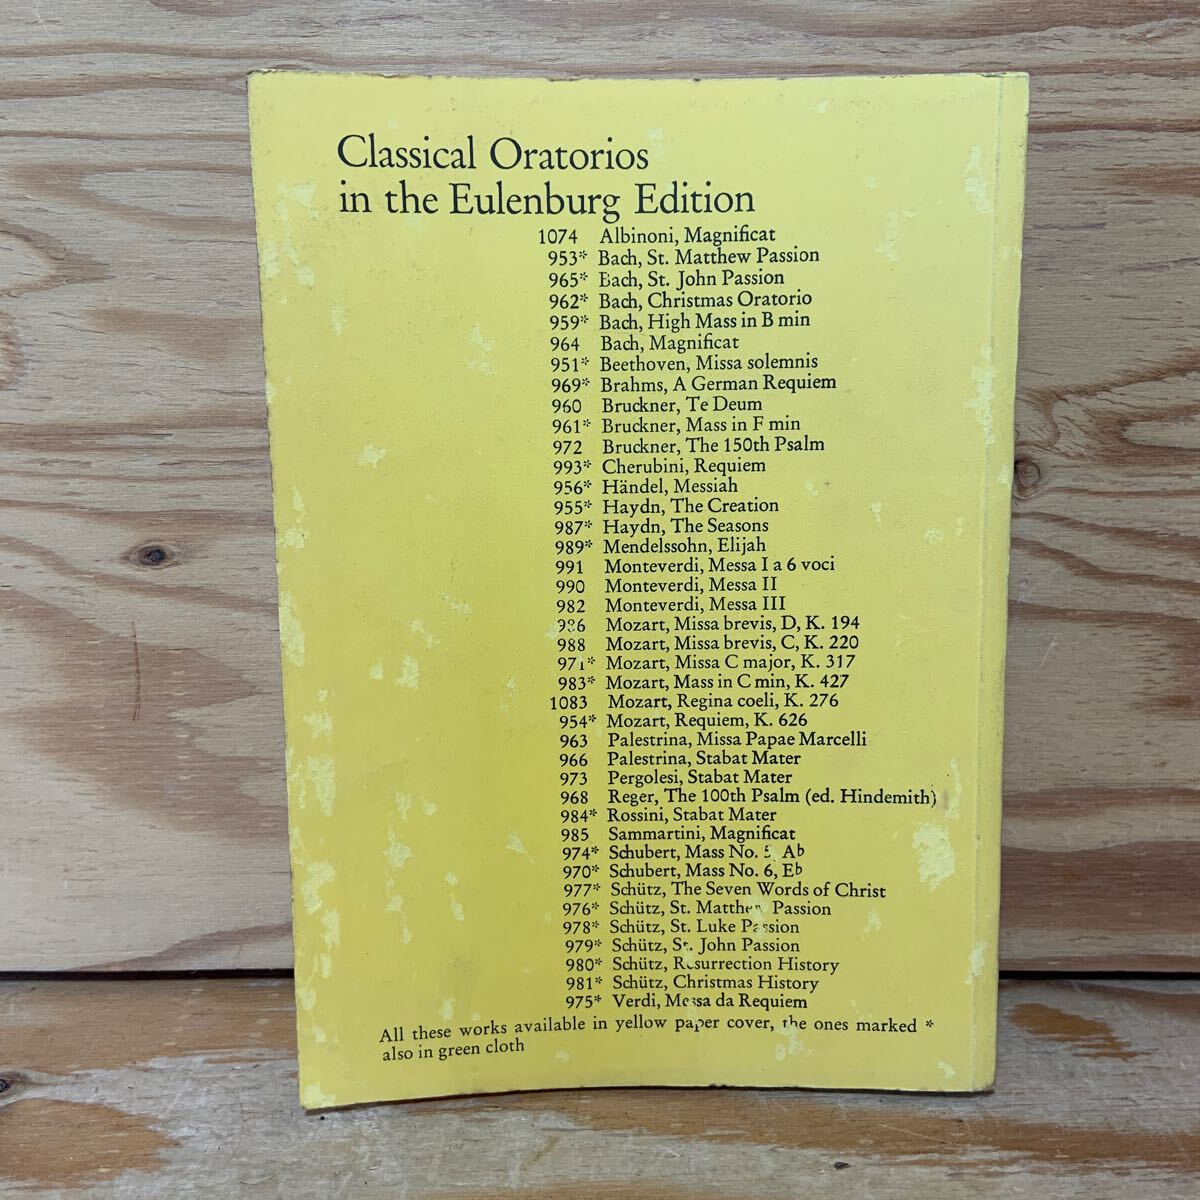 Classical Oratorios
in the Eulenburg Edition
1074 Albinoni, Magnificat
953* Bach, St. Matthew Passion
965* Bach, St. John Passion
962* Bach, Christmas Oratorio
959* Bach, High Mass in B min
964 Bach, Magnificat
951* Beethoven, Missa solemnis
969* Brahms, A German Requiem
960 Bruckner, Te Deum
961* Bruckner, Mass in F min
972 Bruckner, The 150th Psalm
993* Cherubini, Requiem
956* Händel, Messiah
955* Haydn, The Creation
987* Haydn, The Seasons
989* Mendelssohn, Elijah
991 Monteverdi, Messa I a 6 voci
990 Monteverdi, Messa II
982 Monteverdi, Messa III
Mozart, Missa brevis, D, K. 194
988 Mozart, Missa brevis, C, K. 220
971* Mozart, Missa C major, K. 317
983* Mozart, Mass in C min, K. 427
1083 Mozart, Regina coeli, K. 276
954* Mozart, Requiem, K. 626
963 Palestrina, Missa Papae Marcelli
966 Palestrina, Stabat Mater
973 Pergolesi, Stabat Mater
968 Reger, The 100th Psalm (ed. Hindemith)
984* Rossini, Stabat Mater
985 Sammartini, Magnificat
974* Schubert, Mass No. 5, A♭
970* Schubert, Mass No. 6, E♭
977* Schütz, The Seven Words of Christ
976* Schütz, St. Matthew Passion
978* Schütz, St. Luke Passion
979* Schütz, St. John Passion
980* Schütz, Resurrection History
981* Schütz, Christmas History
975* Verdi, Messa da Requiem
All these works available in yellow paper cover, the ones marked *
also in green cloth